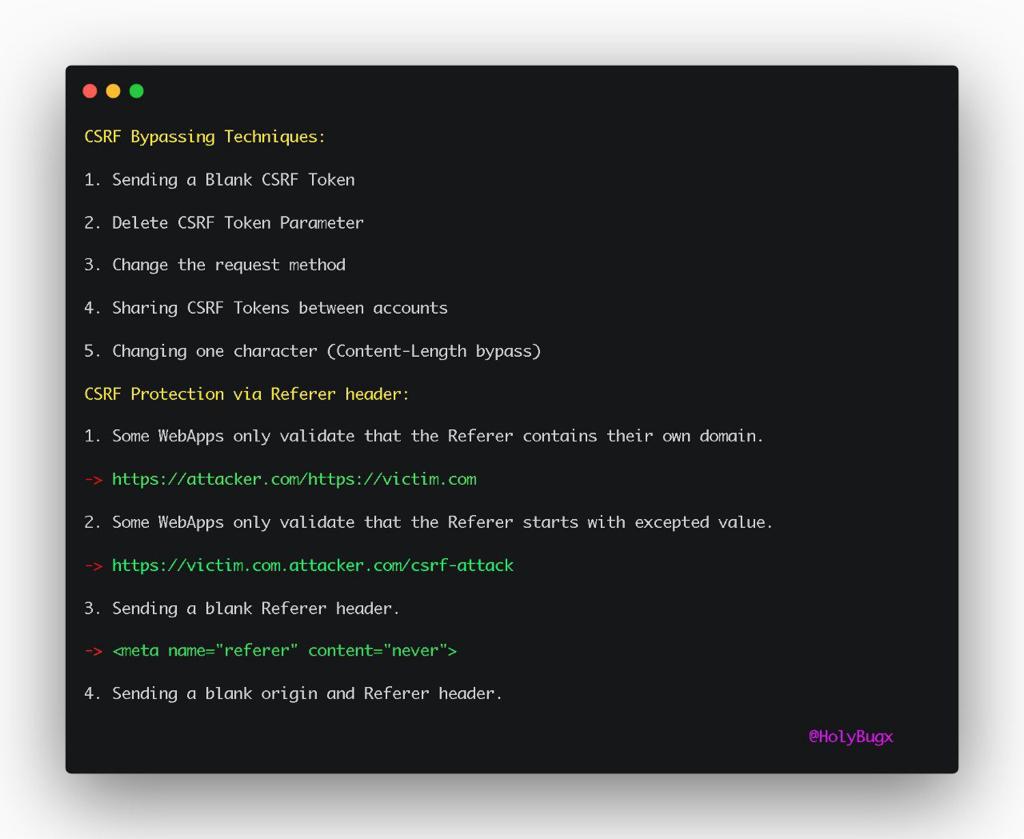 CSRF Bypassing Techniques:
1. Sending a Blank CSRF Token
2. Delete CSRF Token Parameter
3. Change the request method
4. Sharing CSRF Tokens between accounts
5. Changing one character (Content-Length bypass)
CSRF Protection via Referer header:
1. Some WebApps only validate that the Referer contains their own domain.
-> https://attacker.com/https://victim.com
2. Some WebApps only validate that the Referer starts with excepted value.
-> https://victim.com.attacker.com/csrf-attack
3. Sending a blank Referer header.
-> <meta name="referer" content="never">
4. Sending a blank origin and Referer header.
@HolyBugx